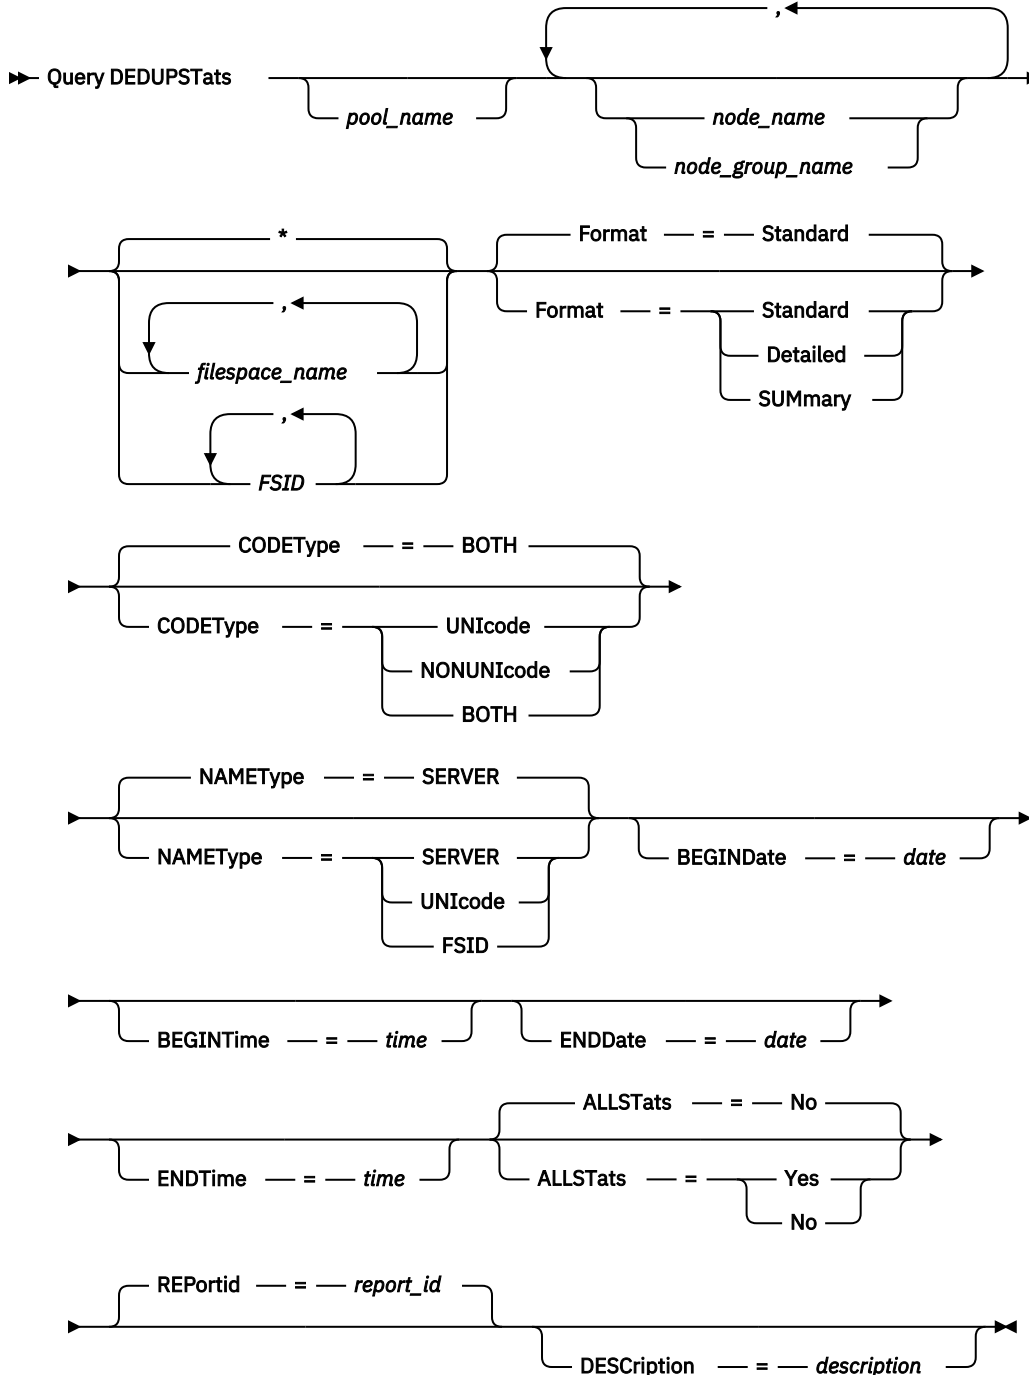 ,
Query DEDUPSTats
pool_name
node_name
node_group_name
*
Format = Standard
,
Format = Standard
filespace_name
Detailed
SUMmary
,
FSID
CODEType = BOTH
CODEType = UNIcode
NONUNIcode
BOTH
NAMEType = SERVER
NAMEType = SERVER
BEGINDate = date
UNIcode
FSID
BEGINTime = time
ENDDate = date
ALLSTats = No
ENDTime = time
ALLSTats = Yes
No
REPortid = report_id
DESCription = description